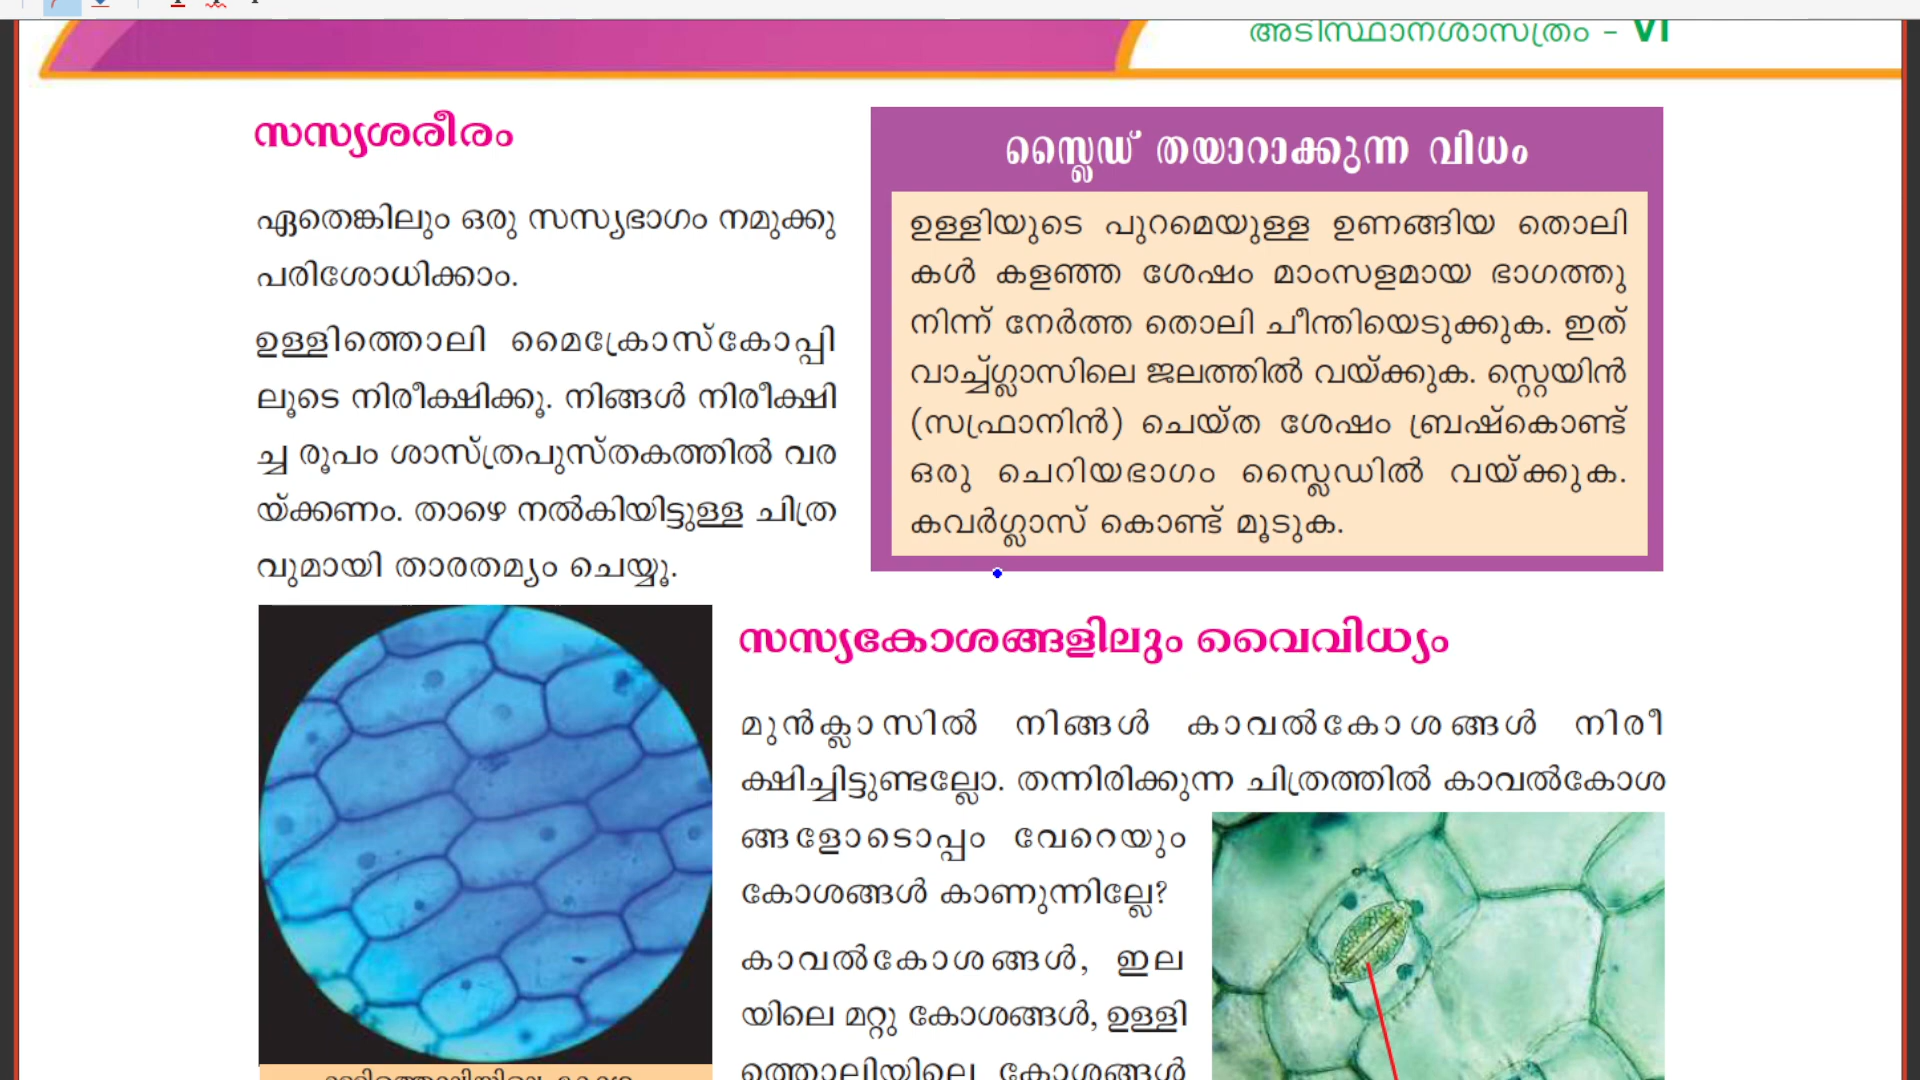 അടിസ്ഥാനശാസ്ത്രം - VI
സസ്യശരീരം
ഏതെങ്കിലും ഒരു സസ്യഭാഗം നമുക്കു
പരിശോധിക്കാം.
ഉള്ളിത്തൊലി മൈക്രോസ്കോപ്പി
ലൂടെ നിരീക്ഷിക്കൂ. നിങ്ങൾ നിരീക്ഷി
ച്ച രൂപം ശാസ്ത്രപുസ്തകത്തിൽ വര
യ്ക്കണം. താഴെ നൽകിയിട്ടുള്ള ചിത്ര
വുമായി താരതമ്യം ചെയ്യൂ.
സ്ലൈഡ് തയാറാക്കുന്ന വിധം
ഉള്ളിയുടെ പുറമെയുള്ള ഉണങ്ങിയ തൊലി
കൾ കളഞ്ഞ ശേഷം മാംസളമായ ഭാഗത്തു
നിന്ന് നേർത്ത തൊലി ചീന്തിയെടുക്കുക. ഇത്
വാച്ച്ഗ്ലാസിലെ ജലത്തിൽ വയ്ക്കുക. സ്റ്റെയിൻ
(സഫ്രാനിൻ) ചെയ്ത ശേഷം ബ്രഷ്കൊണ്ട്
ഒരു ചെറിയഭാഗം സ്ലൈഡിൽ വയ്ക്കുക.
കവർഗ്ലാസ് കൊണ്ട് മൂടുക.
സസ്യകോശങ്ങളിലും വൈവിധ്യം
മുൻക്ലാസിൽ നിങ്ങൾ കാവൽകോശങ്ങൾ നിരീ
ക്ഷിച്ചിട്ടുണ്ടല്ലോ. തന്നിരിക്കുന്ന ചിത്രത്തിൽ കാവൽകോശ
ങ്ങളോടൊപ്പം വേറെയും
കോശങ്ങൾ കാണുന്നില്ലേ?
കാവൽകോശങ്ങൾ, ഇല
യിലെ മറ്റു കോശങ്ങൾ, ഉള്ളി
ത്തൊലിയിലെ കോശങ്ങൾ